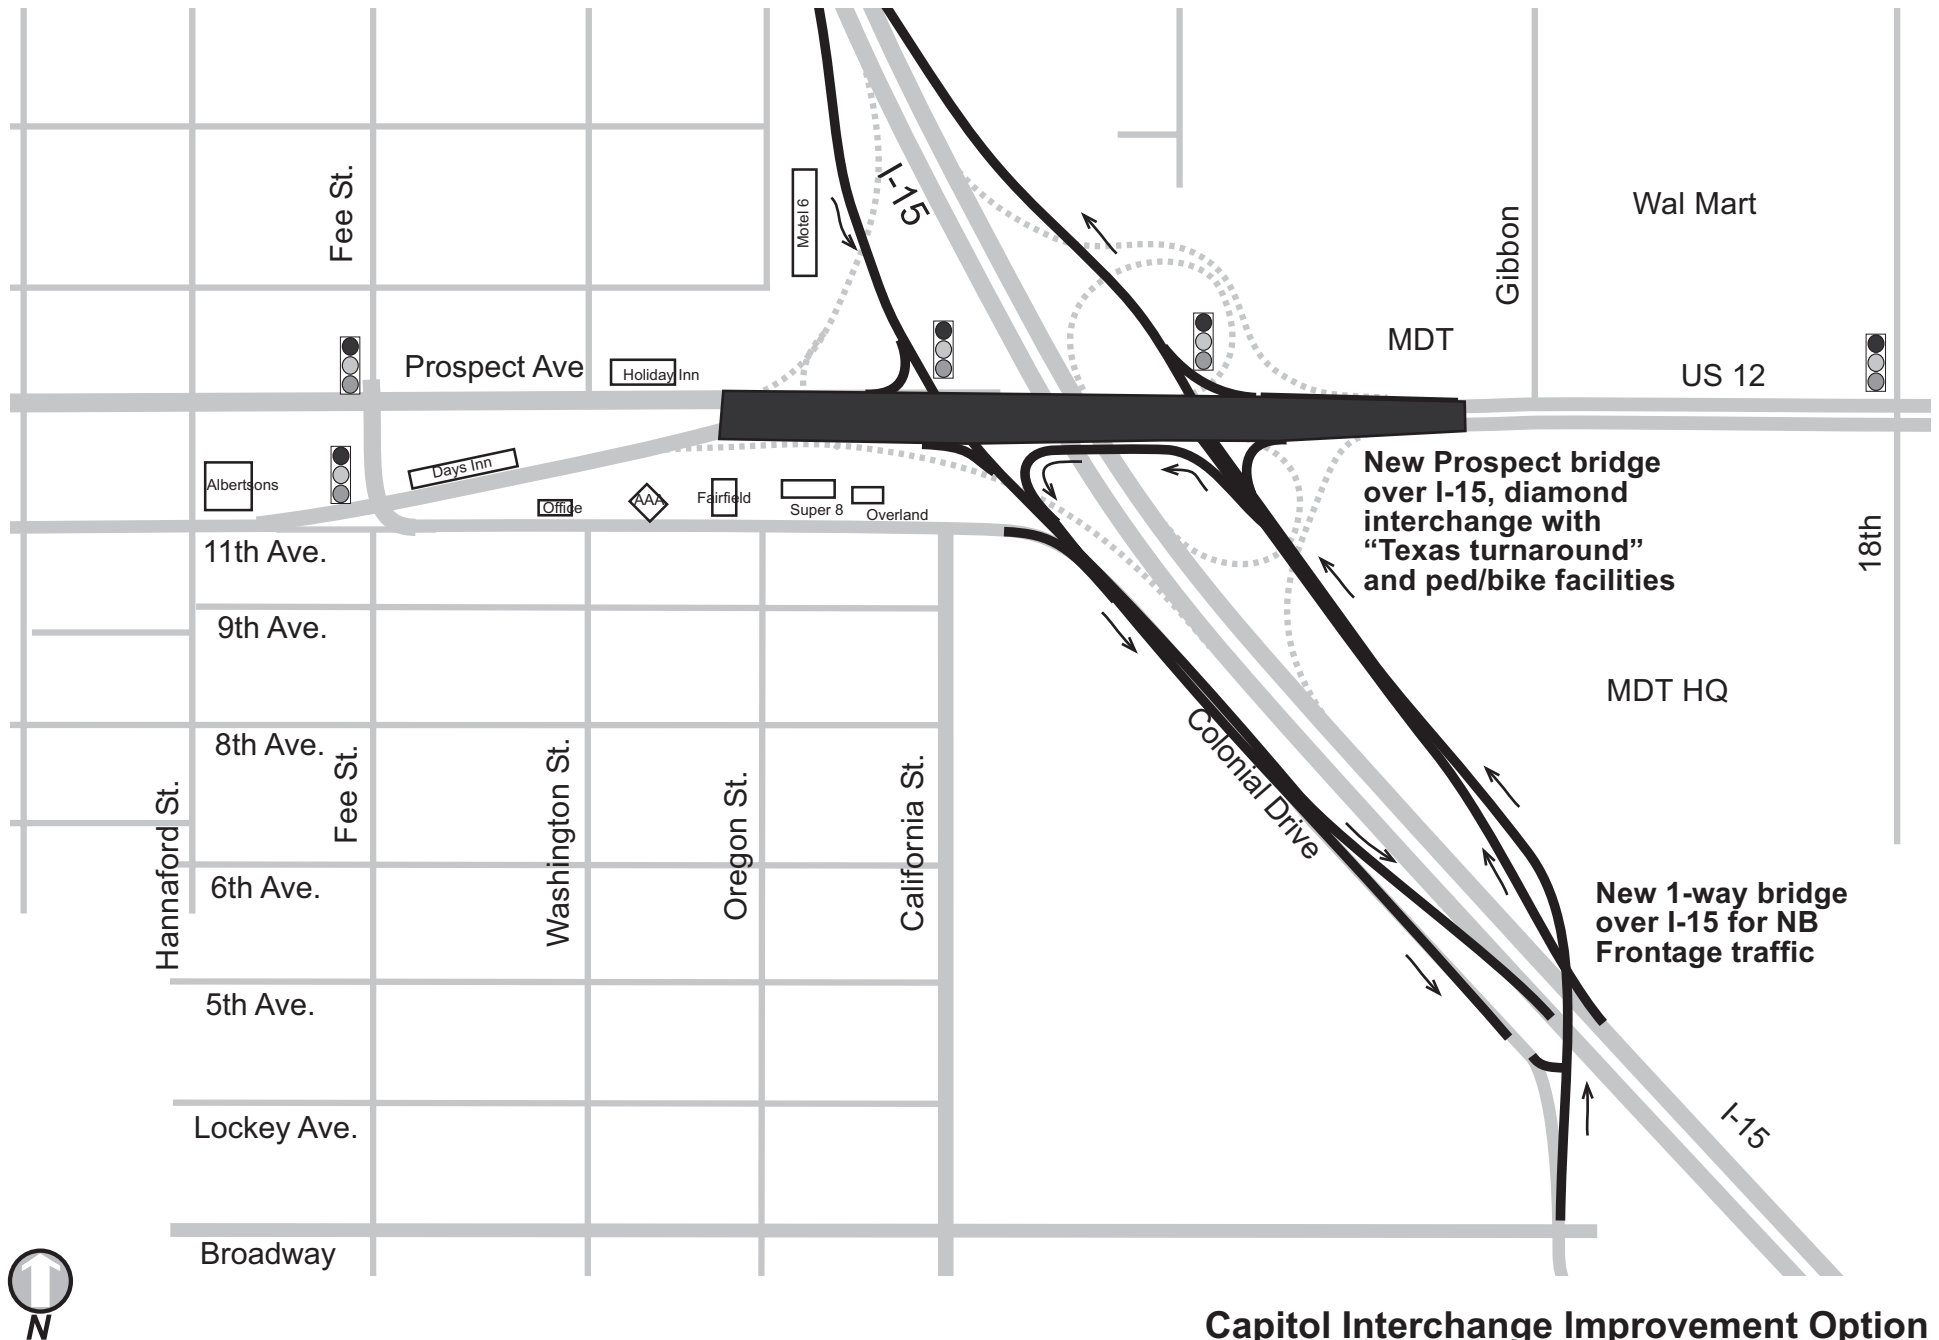 Fee St.
Motel 6
I-15
Wal Mart
Gibbon
MDT
US 12
Prospect Ave
Holiday Inn
Albertsons
Days Inn
Office
AAA
Fairfield
Super 8
Overland
New Prospect bridge
over I-15, diamond
interchange with
“Texas turnaround”
and ped/bike facilities
18th
11th Ave.
9th Ave.
MDT HQ
8th Ave.
Hannaford St.
Fee St.
Washington St.
Oregon St.
California St.
Colonial Drive
6th Ave.
New 1-way bridge
over I-15 for NB
Frontage traffic
5th Ave.
Lockey Ave.
I-15
Broadway
N
Capitol Interchange Improvement Option